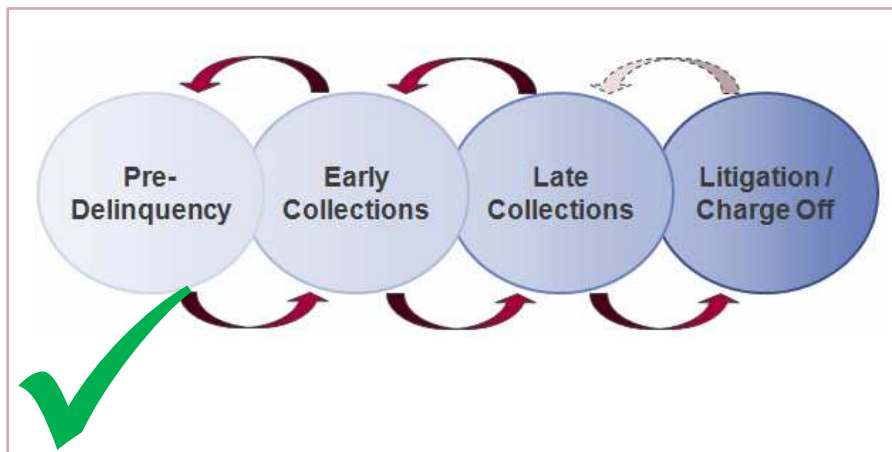 Pre-
Delinquency
Early
Collections
Late
Collections
Litigation /
Charge Off